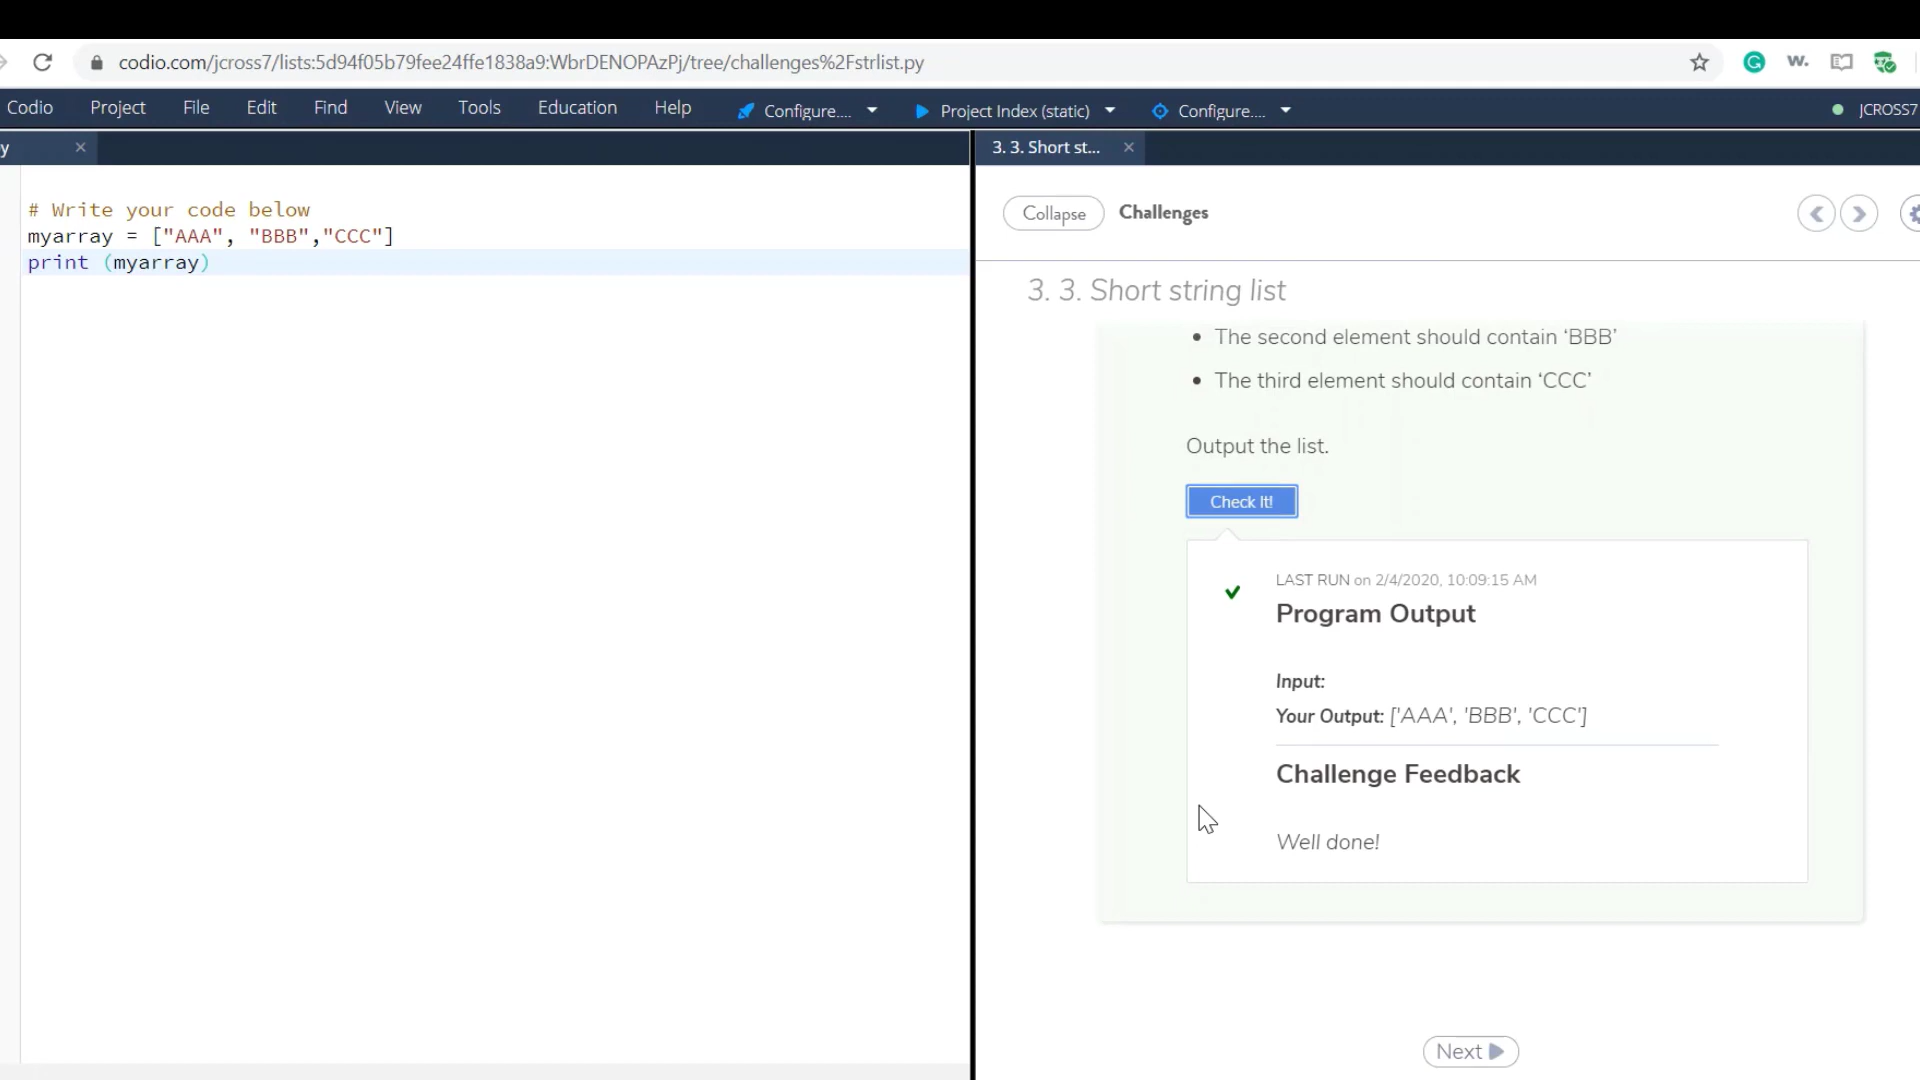 codio.com/jcross7/lists:5d94f05b79fee24ffe1838a9:WbrDENOPAzPj/tree/challenges%2Fstrlist.py
G
w.
Codio Project File Edit Find View Tools Education Help Configure.... Project Index (static) Configure.... JCROSS7
y ×
3. 3. Short st... ×
# Write your code below
myarray = ["AAA", "BBB","CCC"]
print (myarray)
Collapse Challenges
3. 3. Short string list
• The second element should contain ‘BBB’
• The third element should contain ‘CCC’
Output the list.
Check It!
LAST RUN on 2/4/2020, 10:09:15 AM
Program Output
Input:
Your Output: ['AAA', 'BBB', 'CCC']
Challenge Feedback
Well done!
Next